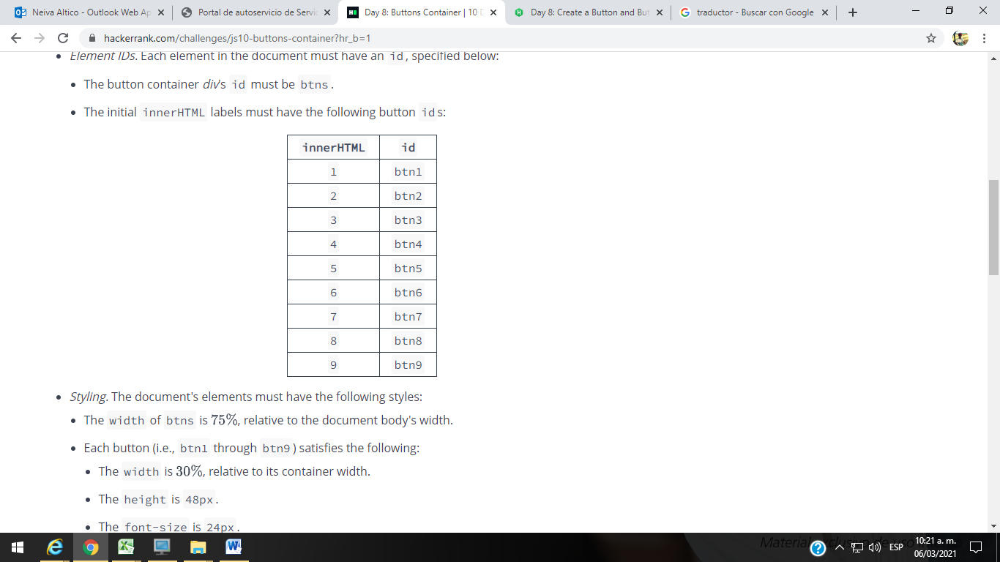 Neiva Altico - Outlook Web Ap
Portal de autoservicio de Servic
Day 8: Buttons Container | 10 D
Day 8: Create a Button and But
traductor - Buscar con Google
hackerrank.com/challenges/js10-buttons-container?hr_b=1
Element IDs. Each element in the document must have an id, specified below:
The button container div's id must be btns.
The initial innerHTML labels must have the following button ids:
innerHTML id
1 btn1
2 btn2
3 btn3
4 btn4
5 btn5
6 btn6
7 btn7
8 btn8
9 btn9
Styling. The document's elements must have the following styles:
The width of btns is 75%, relative to the document body's width.
Each button (i.e., btn1 through btn9) satisfies the following:
The width is 30%, relative to its container width.
The height is 48px.
The font-size is 24px.
Material exclusivo de uso
ESP
10:21 a. m.
06/03/2021